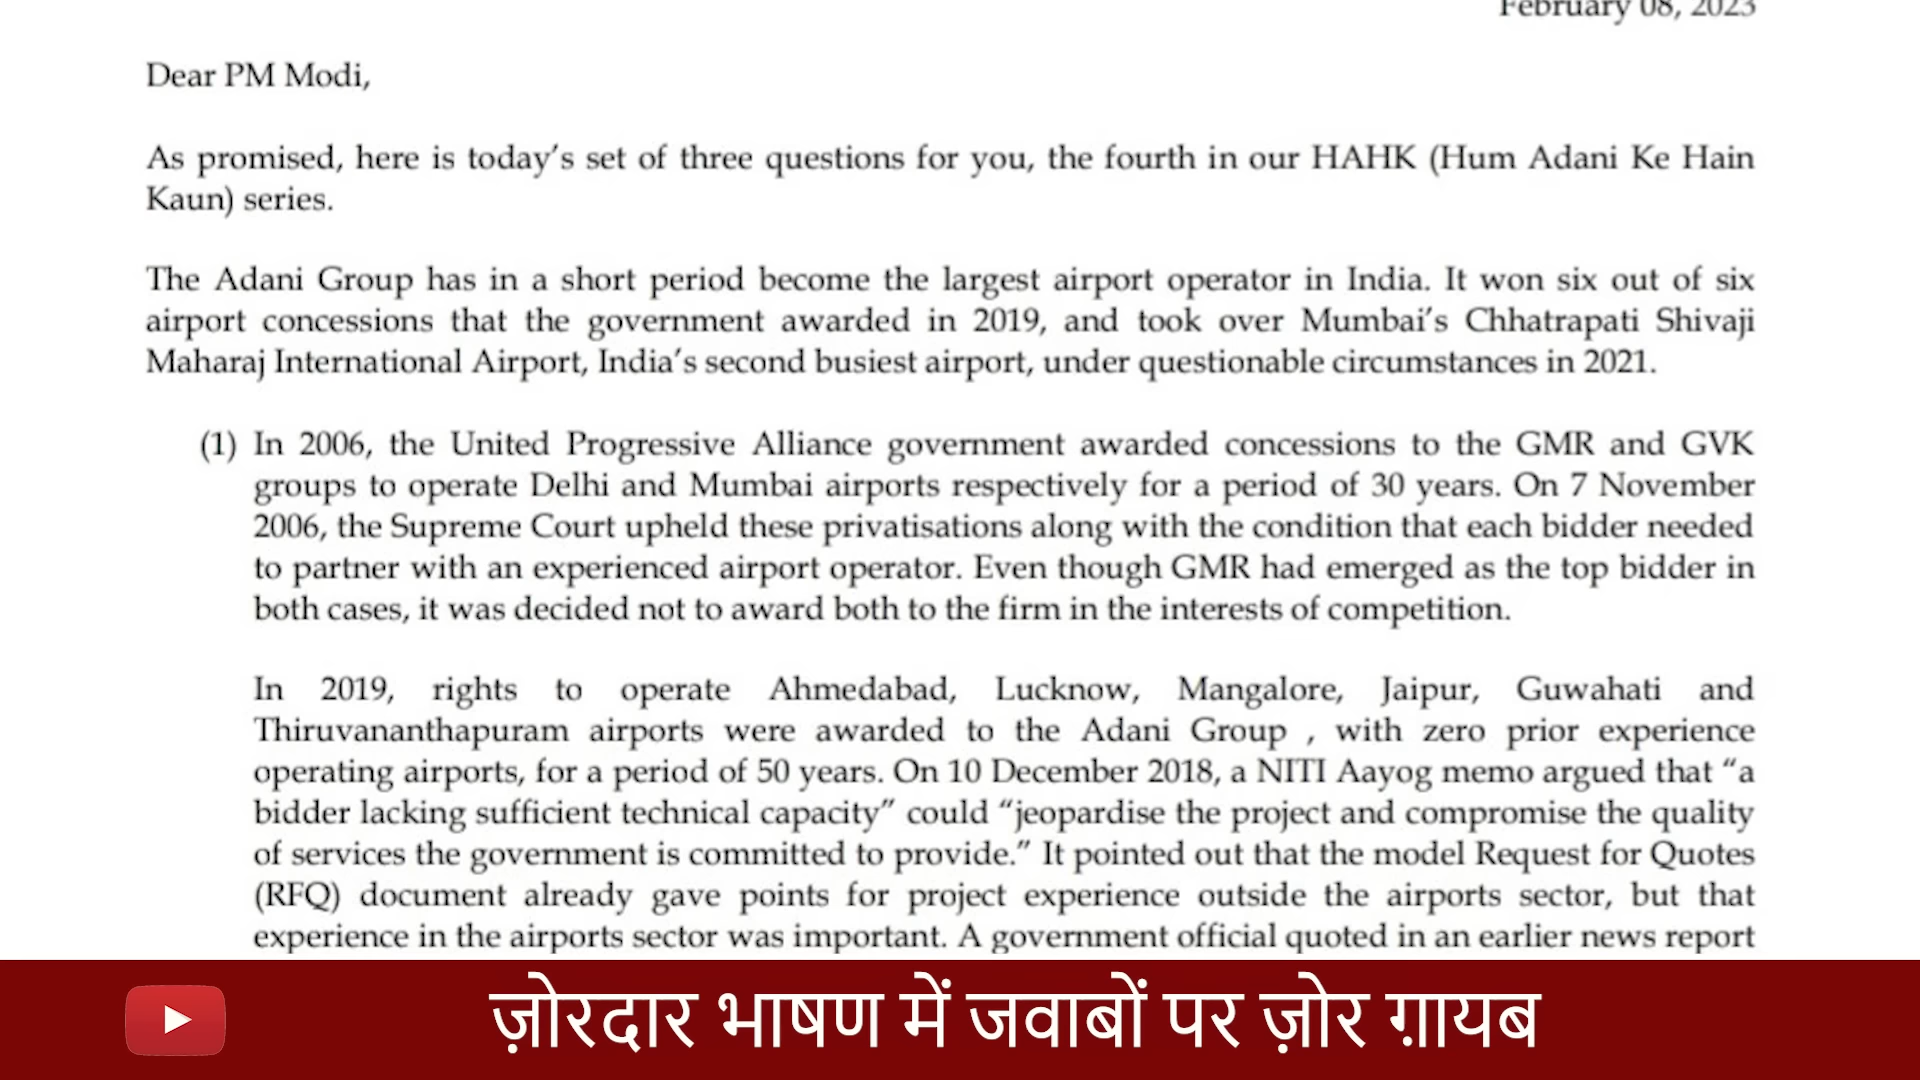 February 08, 2023
Dear PM Modi,
As promised, here is today’s set of three questions for you, the fourth in our HAHK (Hum Adani Ke Hain
Kaun) series.
The Adani Group has in a short period become the largest airport operator in India. It won six out of six
airport concessions that the government awarded in 2019, and took over Mumbai’s Chhatrapati Shivaji
Maharaj International Airport, India’s second busiest airport, under questionable circumstances in 2021.
(1) In 2006, the United Progressive Alliance government awarded concessions to the GMR and GVK
groups to operate Delhi and Mumbai airports respectively for a period of 30 years. On 7 November
2006, the Supreme Court upheld these privatisations along with the condition that each bidder needed
to partner with an experienced airport operator. Even though GMR had emerged as the top bidder in
both cases, it was decided not to award both to the firm in the interests of competition.
In 2019, rights to operate Ahmedabad, Lucknow, Mangalore, Jaipur, Guwahati and
Thiruvananthapuram airports were awarded to the Adani Group , with zero prior experience
operating airports, for a period of 50 years. On 10 December 2018, a NITI Aayog memo argued that “a
bidder lacking sufficient technical capacity” could “jeopardise the project and compromise the quality
of services the government is committed to provide.” It pointed out that the model Request for Quotes
(RFQ) document already gave points for project experience outside the airports sector, but that
experience in the airports sector was important. A government official quoted in an earlier news report
ज़ोरदार भाषण में जवाबों पर ज़ोर ग़ायब